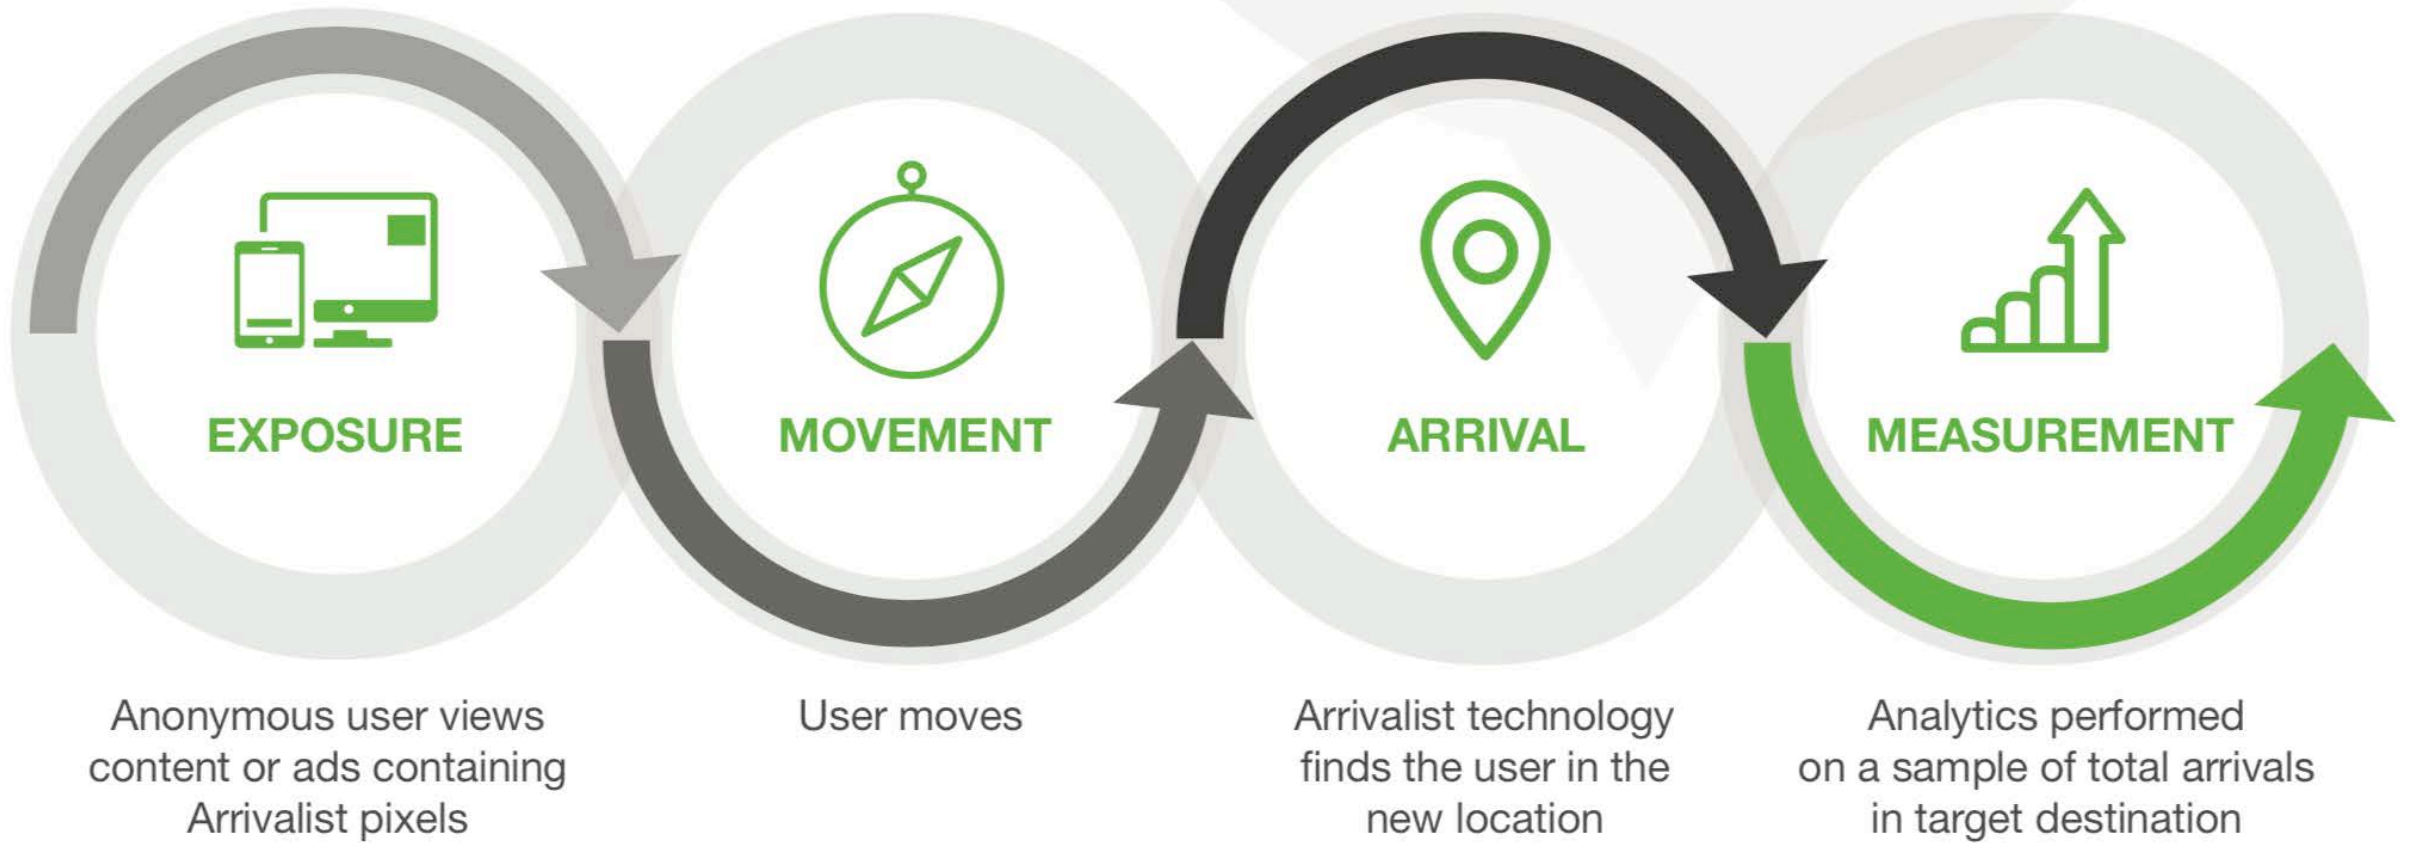 EXPOSURE
Anonymous user views
content or ads containing
Arrivalist pixels
MOVEMENT
User moves
ARRIVAL
Arrivalist technology
finds the user in the
new location
MEASUREMENT
Analytics performed
on a sample of total arrivals
in target destination